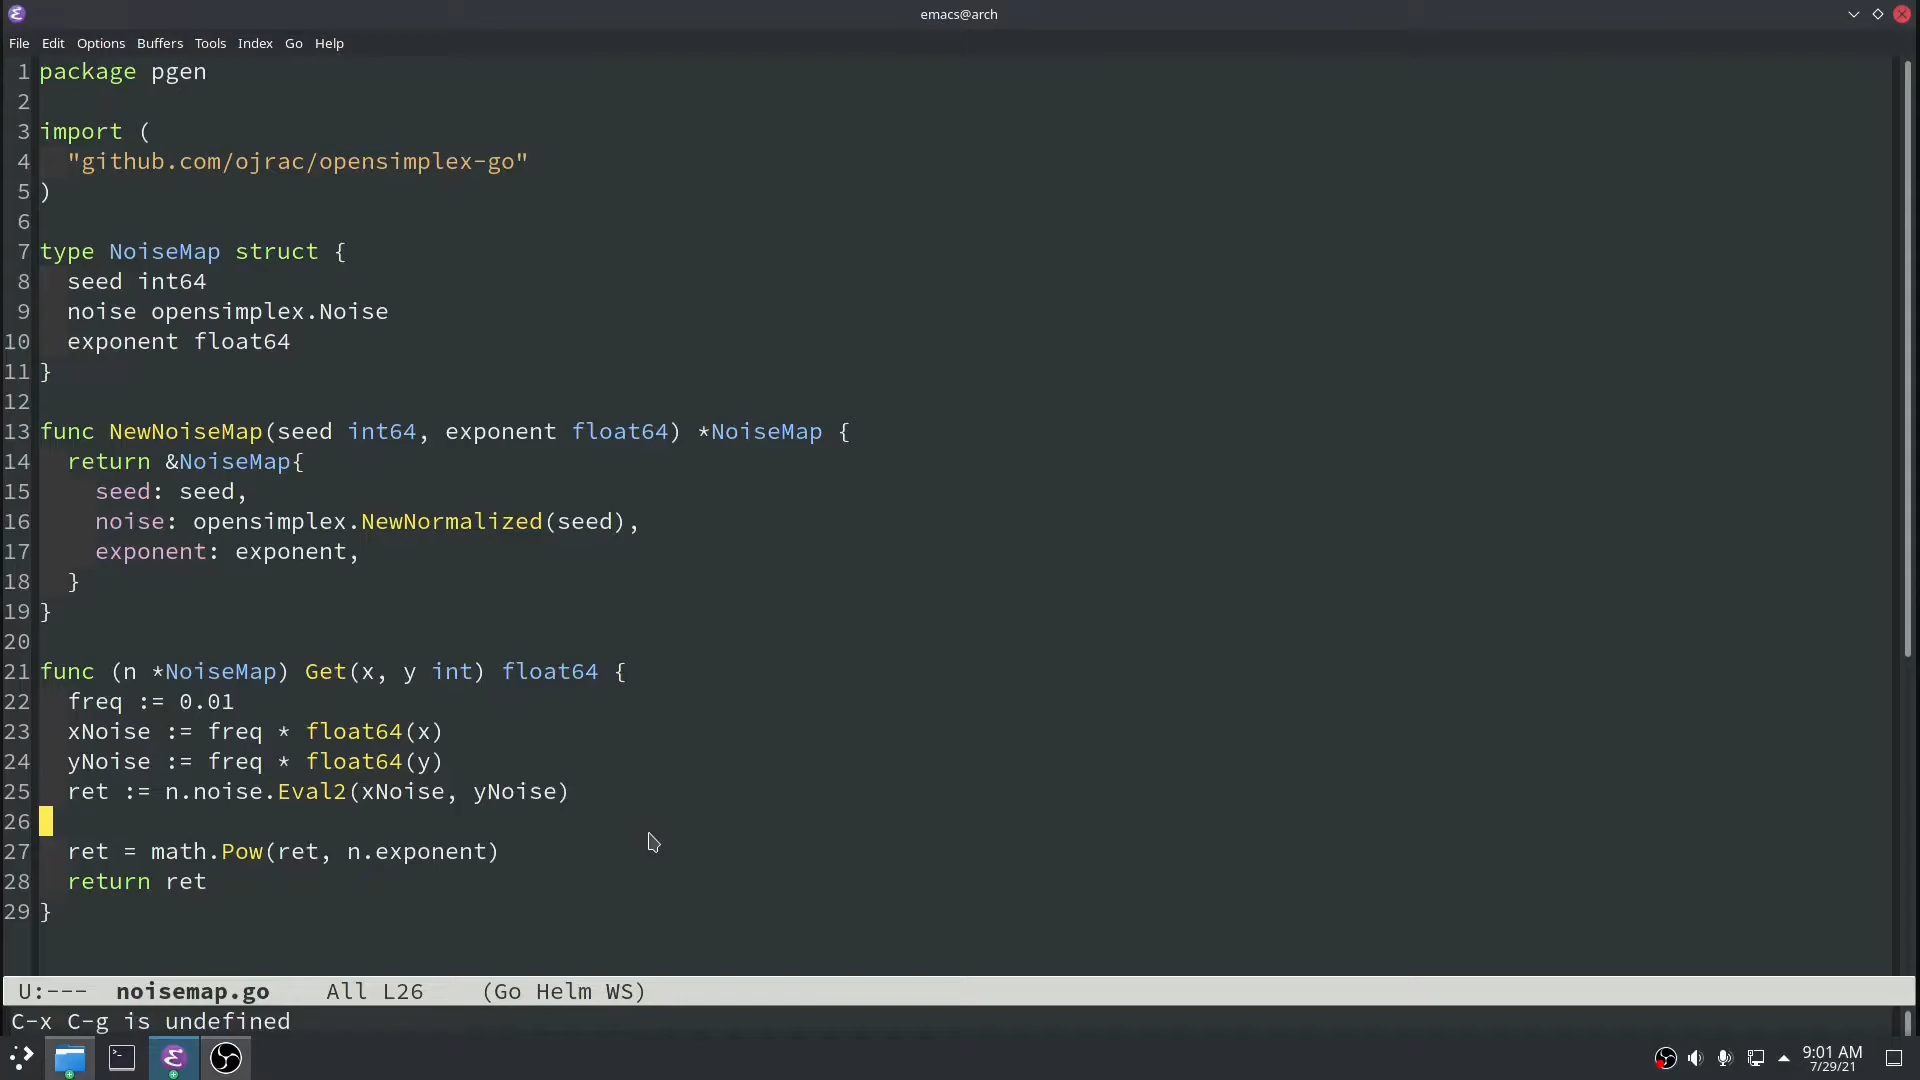 emacs@arch
File Edit Options Buffers Tools Index Go Help
1 package pgen
2
3 import (
4   "github.com/ojrac/opensimplex-go"
5 )
6
7 type NoiseMap struct {
8   seed int64
9   noise opensimplex.Noise
10   exponent float64
11 }
12
13 func NewNoiseMap(seed int64, exponent float64) *NoiseMap {
14   return &NoiseMap{
15     seed: seed,
16     noise: opensimplex.NewNormalized(seed),
17     exponent: exponent,
18   }
19 }
20
21 func (n *NoiseMap) Get(x, y int) float64 {
22   freq := 0.01
23   xNoise := freq * float64(x)
24   yNoise := freq * float64(y)
25   ret := n.noise.Eval2(xNoise, yNoise)
26
27   ret = math.Pow(ret, n.exponent)
28   return ret
29 }
U:---  noisemap.go    All L26    (Go Helm WS)
C-x C-g is undefined
9:01 AM
7/29/21